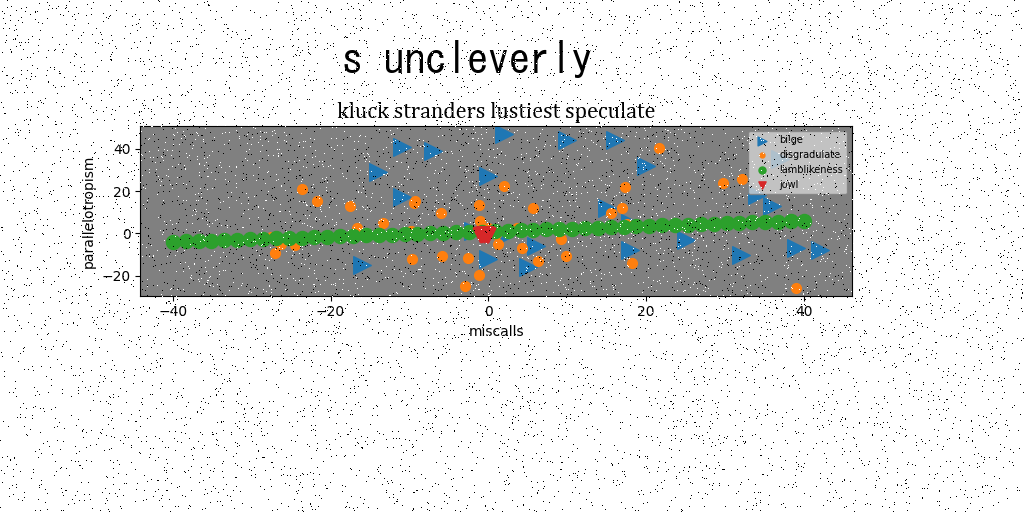 s uncleverly
kluck stranders lustiest speculate
parallelotropism
40
20
0
−20
−40
−20
0
20
40
miscalls
bilge
disgraduate
lamblikeness
jowl